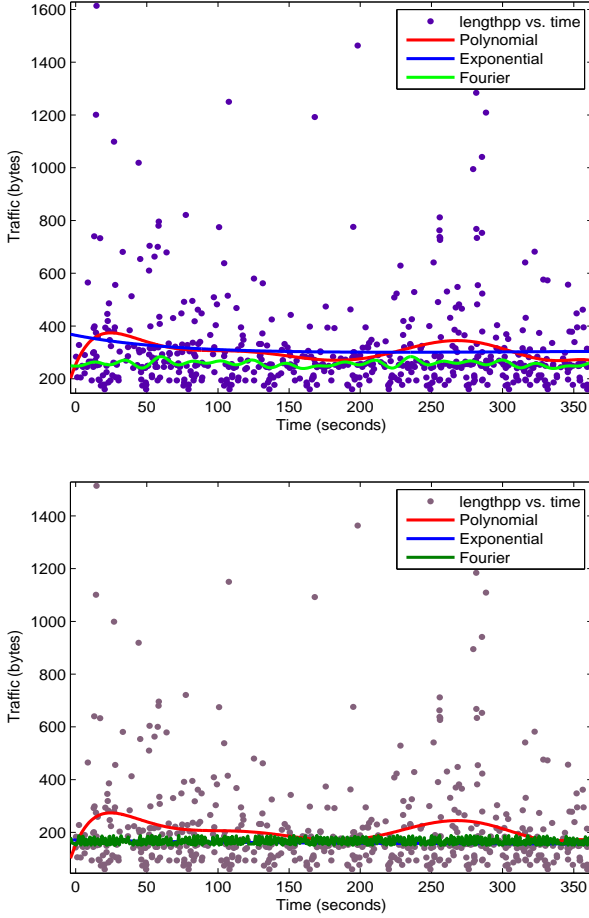 1600
1400
1200
1000
800
600
400
200
Traffic (bytes)
lengthpp vs. time
Polynomial
Exponential
Fourier
0 50 100 150 200 250 300 350
Time (seconds)
1400
1200
1000
800
600
400
200
Traffic (bytes)
lengthpp vs. time
Polynomial
Exponential
Fourier
0 50 100 150 200 250 300 350
Time (seconds)